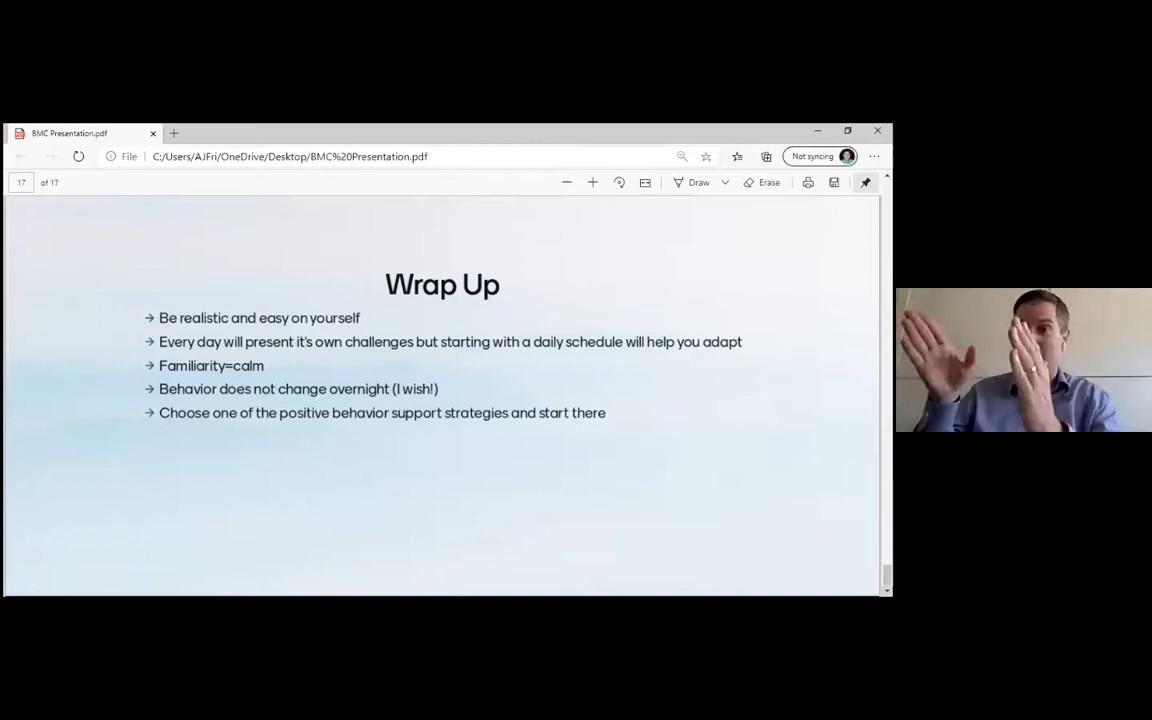 BMC Presentation.pdf
File
C:/Users/AJFri/OneDrive/Desktop/BMC%20Presentation.pdf
Not syncing
17 of 17
Draw
Erase
Wrap Up
Be realistic and easy on yourself
Every day will present it's own challenges but starting with a daily schedule will help you adapt
Familiarity=calm
Behavior does not change overnight (I wish!)
Choose one of the positive behavior support strategies and start there